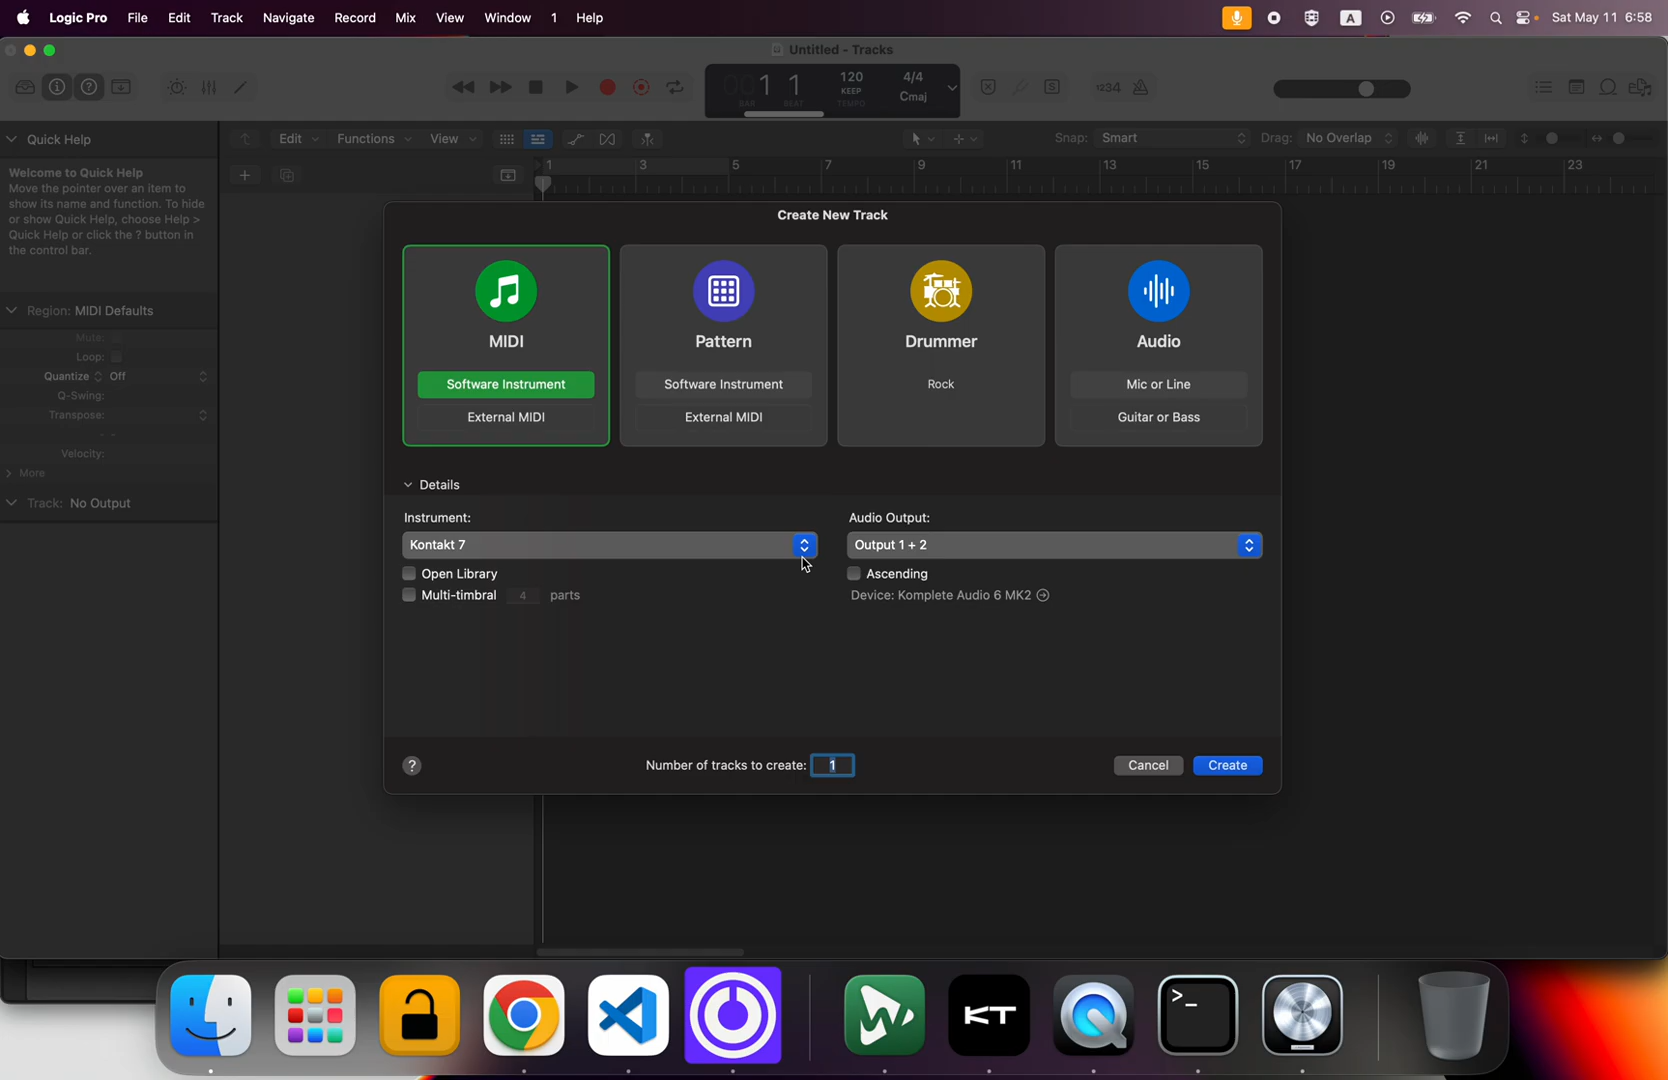 Logic Pro File Edit Track Navigate Record Mix View Window 1 Help A Sat May 11 6:58
Untitled - Tracks
001 1 120 4/4
KEEP Cmaj
BAR BEAT TEMPO
S 1234
Quick Help
Edit Functions View Snap: Smart Drag: No Overlap
1 3 5 7 9 11 13 15 17 19 21 23
Welcome to Quick Help
Move the pointer over an item to
show its name and function. To hide
or show Quick Help, choose Help >
Quick Help or click the ? button in
the control bar.
Region: MIDI Defaults
Mute:
Loop:
Quantize Off
Q-Swing:
Transpose:
Velocity:
More
Track: No Output
Create New Track
MIDI
Software Instrument
External MIDI
Pattern
Software Instrument
External MIDI
Drummer
Rock
Audio
Mic or Line
Guitar or Bass
Details
Instrument:
Kontakt 7
Open Library
Multi-timbral 4 parts
Audio Output:
Output 1 + 2
Ascending
Device: Komplete Audio 6 MK2
? Number of tracks to create: 1 Cancel Create
KT >_